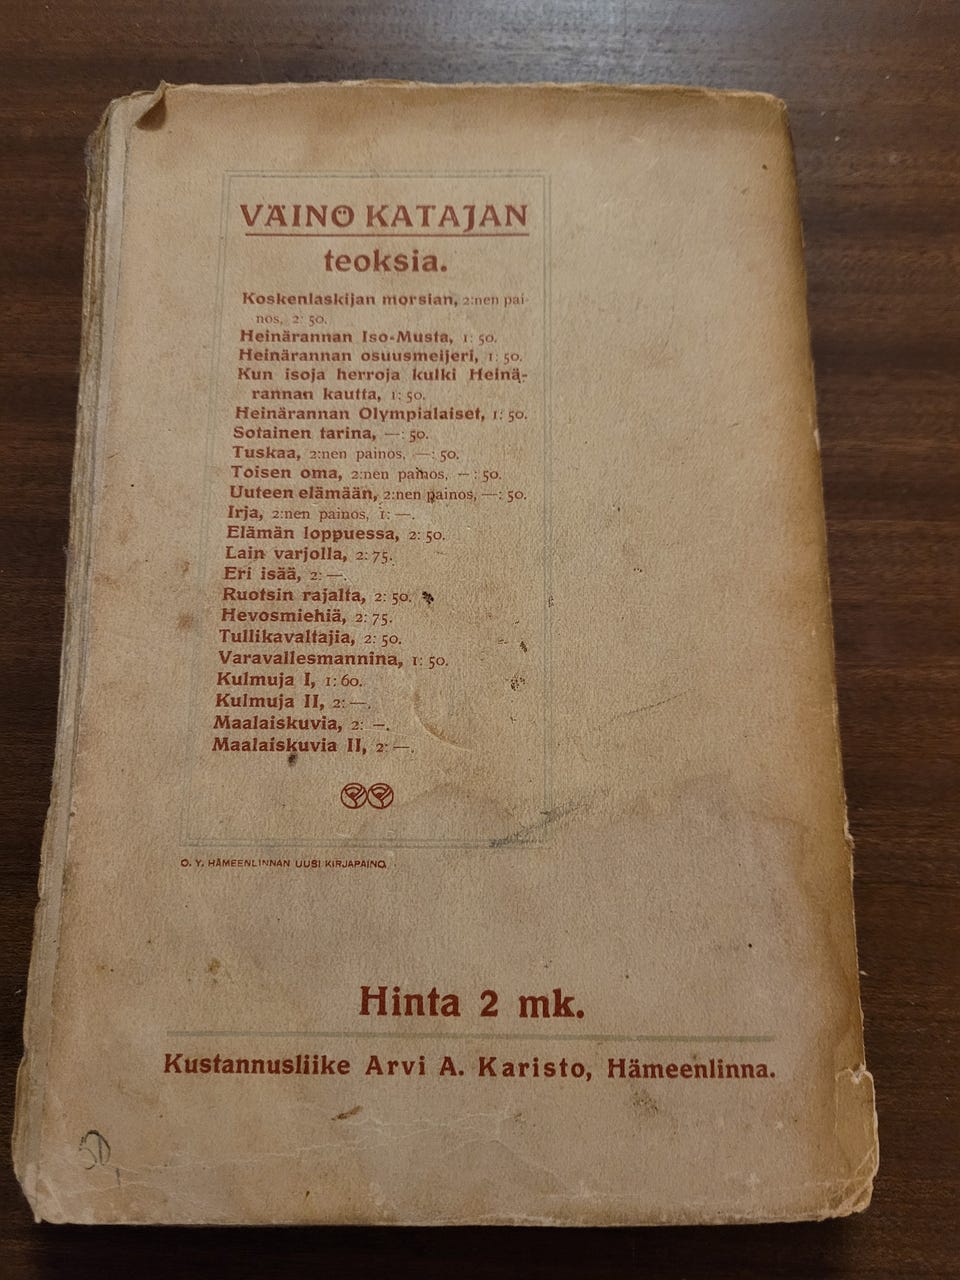 VÄINÖ KATAJAN
teoksia.
Koskenlaskijan morsian, 2:nen pai-
nos, 2: 50.
Heinärannan Iso-Musta, 1: 50.
Heinärannan osuusmeijeri, 1: 50.
Kun isoja herroja kulki Heinä-
rannan kautta, 1: 50.
Heinärannan Olympialaiset, 1: 50.
Sotainen tarina, —: 50.
Tuskaa, 2:nen painos, —: 50.
Toisen oma, 2:nen painos, —: 50.
Uuteen elämään, 2:nen painos, —: 50.
Irja, 2:nen painos, 1: —.
Elämän loppuessa, 2: 50.
Lain varjolla, 2: 75.
Eri isää, 2: —.
Ruotsin rajalta, 2: 50.
Hevosmiehiä, 2: 75.
Tullikavaltajia, 2: 50.
Varavallesmannina, 1: 50.
Kulmuja I, 1: 60.
Kulmuja II, 2: —.
Maalaiskuvia, 2: —.
Maalaiskuvia II, 2: —.
O. Y. HÄMEENLINNAN UUSI KIRJAPAINO.
Hinta 2 mk.
Kustannusliike Arvi A. Karisto, Hämeenlinna.